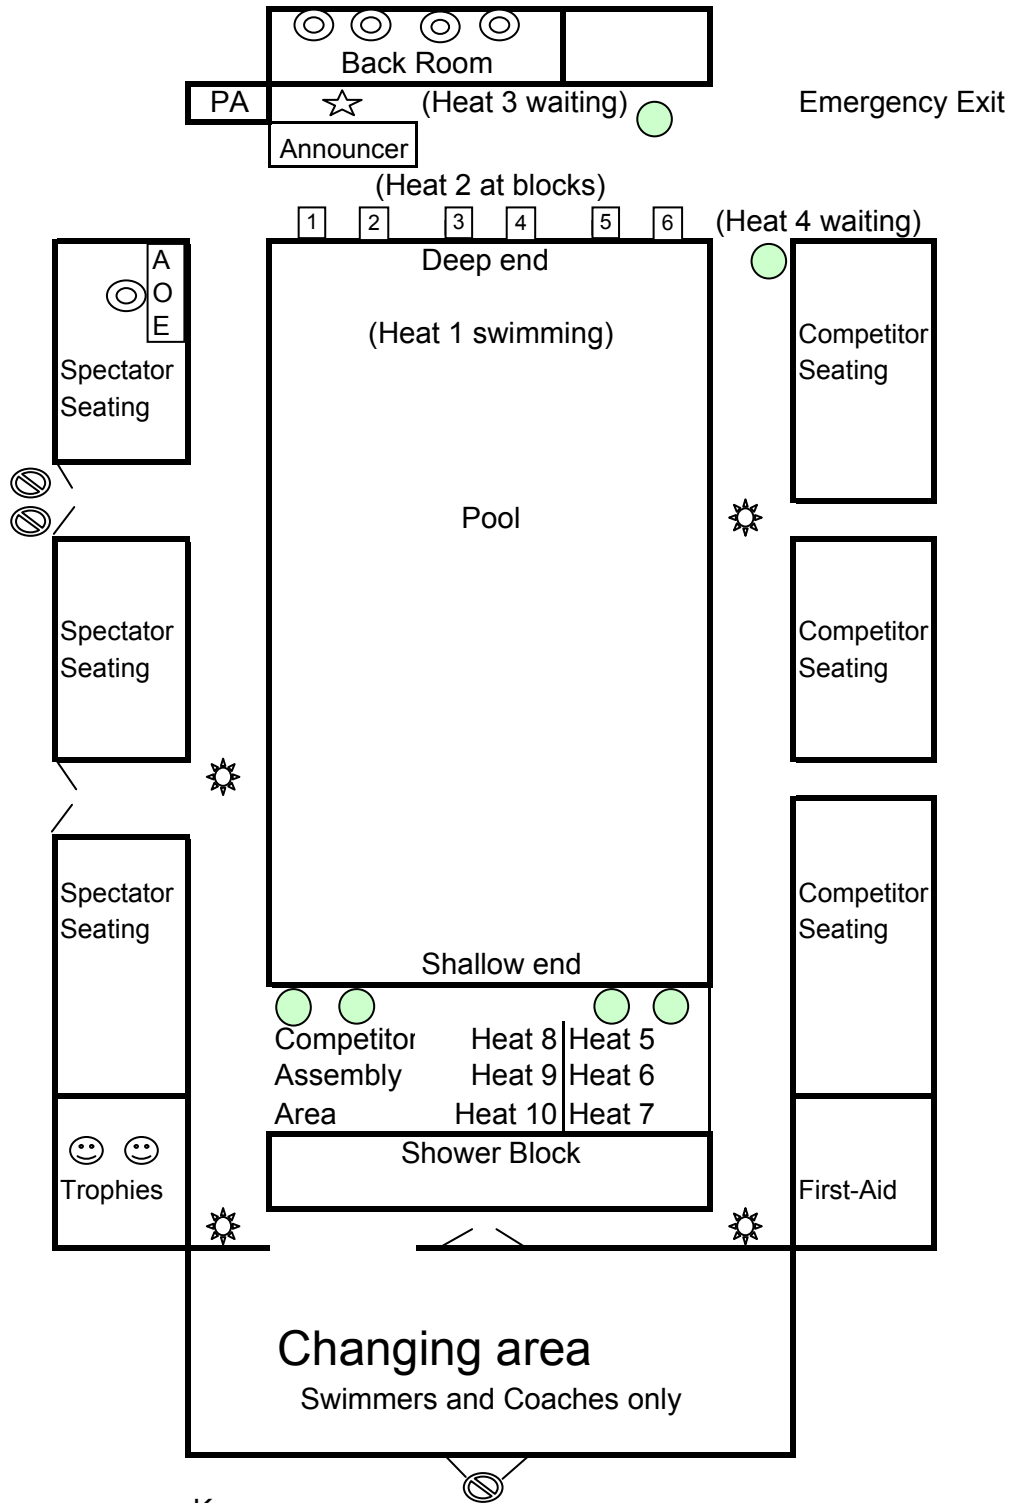 Back Room
PA
(Heat 3 waiting)
Emergency Exit
Announcer
(Heat 2 at blocks)
1 2 3 4 5 6
(Heat 4 waiting)
Deep end
A
O
E
(Heat 1 swimming)
Spectator
Seating
Competitor
Seating
Pool
Spectator
Seating
Competitor
Seating
Spectator
Seating
Competitor
Seating
Shallow end
Competitor Heat 8 Heat 5
Assembly Heat 9 Heat 6
Area Heat 10 Heat 7
Shower Block
Trophies
First-Aid
Changing area
Swimmers and Coaches only